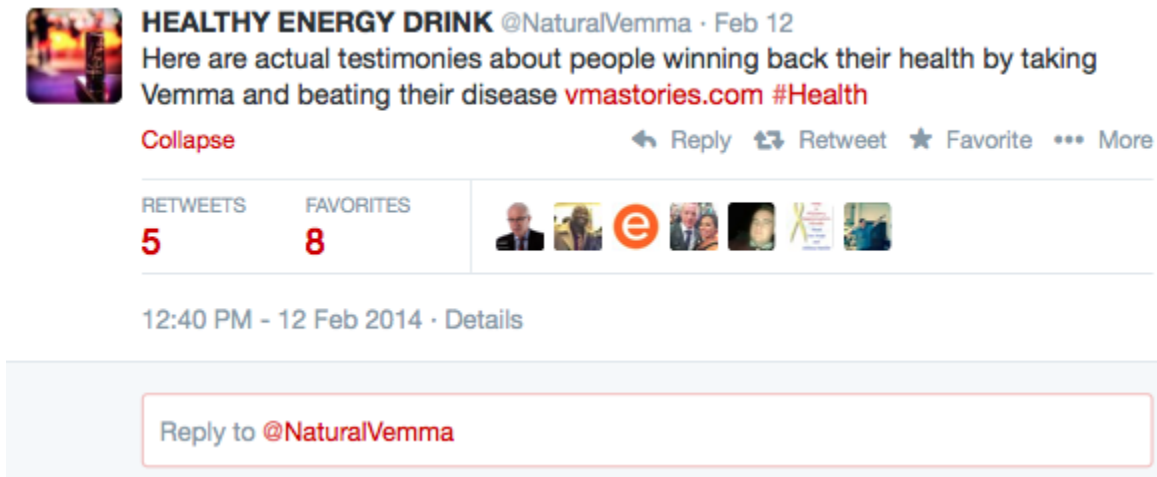 HEALTHY ENERGY DRINK @NaturalVemma · Feb 12
Here are actual testimonies about people winning back their health by taking
Vemma and beating their disease vmastories.com #Health
Collapse Reply Retweet Favorite ••• More
RETWEETS FAVORITES
5 8
e
12:40 PM - 12 Feb 2014 · Details
Reply to @NaturalVemma